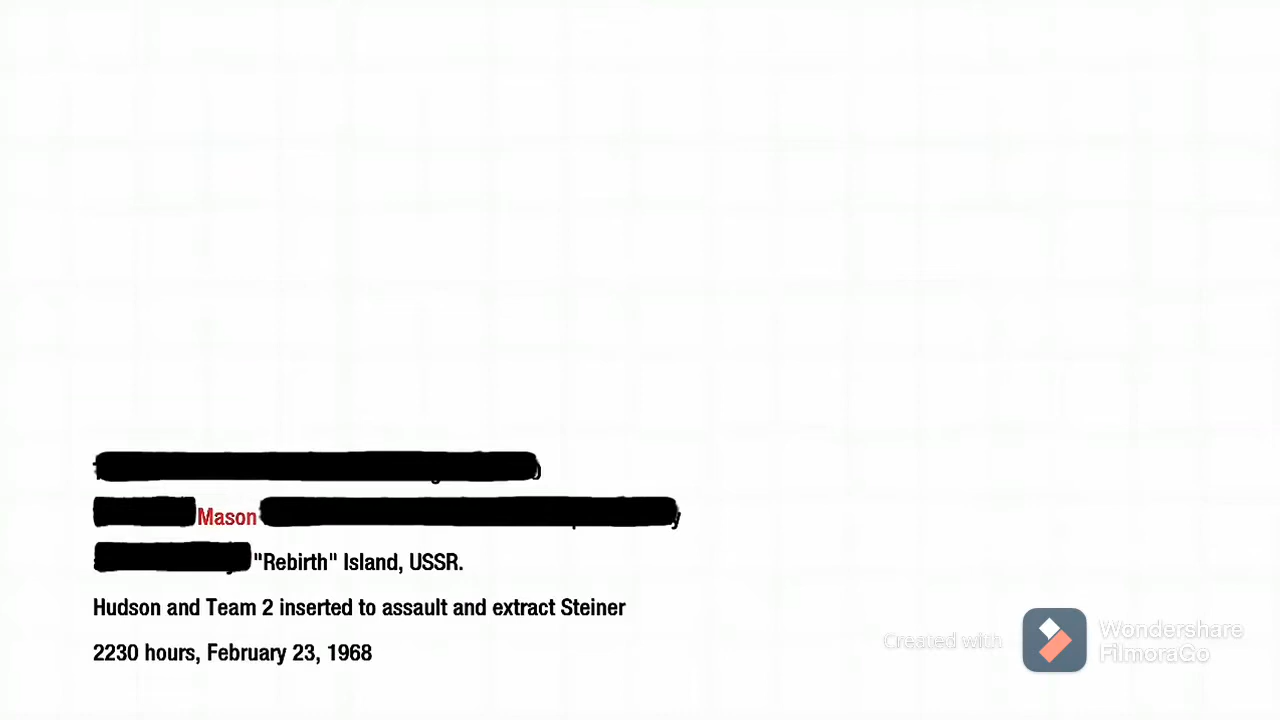 Mason
"Rebirth" Island, USSR.
Hudson and Team 2 inserted to assault and extract Steiner
2230 hours, February 23, 1968
Created with
Wondershare
FilmoraGo